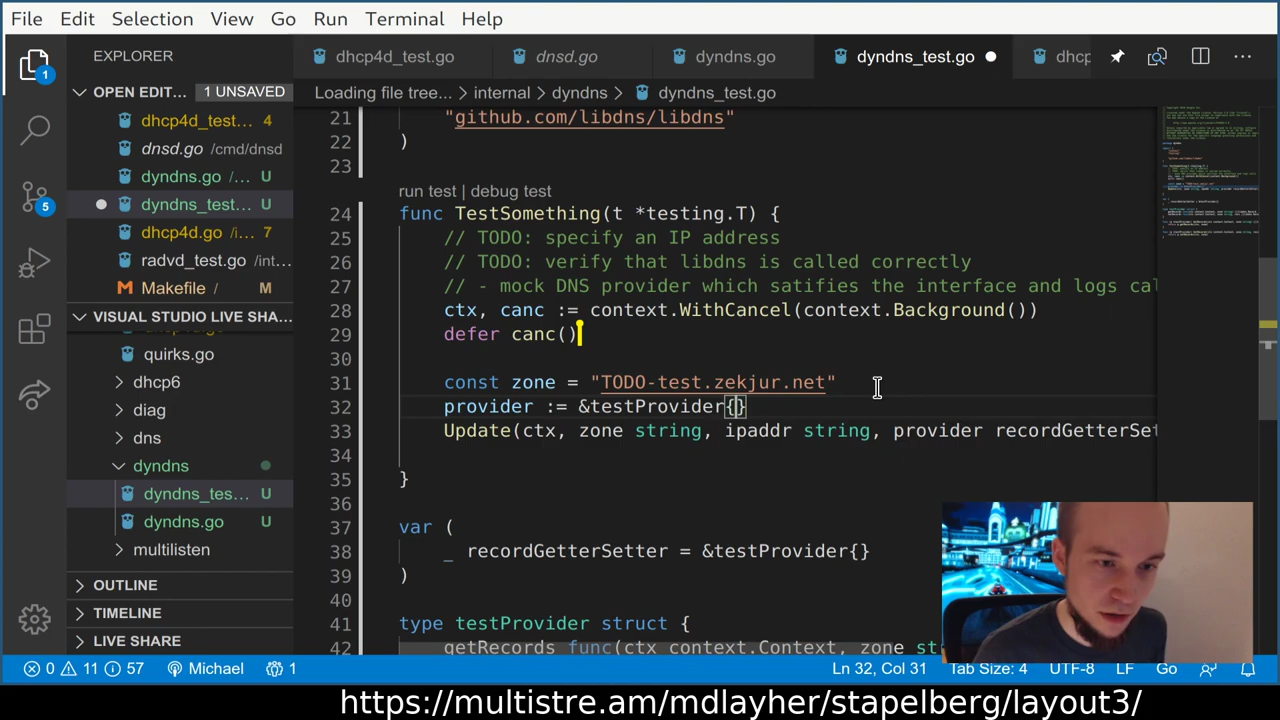 File Edit Selection View Go Run Terminal Help
1
EXPLORER
dhcp4d_test.go
dnsd.go
dyndns.go
dyndns_test.go
dhcp
OPEN EDIT... 1 UNSAVED
Loading file tree... > internal > dyndns > dyndns_test.go
dhcp4d_test... 4
dnsd.go /cmd/dnsd
dyndns.go /... U
dyndns_test... U
dhcp4d.go /i... 7
radvd_test.go /int...
Makefile / M
5
VISUAL STUDIO LIVE SHA...
quirks.go
dhcp6
diag
dns
dyndns
dyndns_tes... U
dyndns.go U
multilisten
OUTLINE
TIMELINE
LIVE SHARE
21 "github.com/libdns/libdns"
22 )
23
run test | debug test
24 func TestSomething(t *testing.T) {
25 // TODO: specify an IP address
26 // TODO: verify that libdns is called correctly
27 // - mock DNS provider which satifies the interface and logs cal
28 ctx, canc := context.WithCancel(context.Background())
29 defer canc()
30
31 const zone = "TODO-test.zekjur.net"
32 provider := &testProvider{}
33 Update(ctx, zone string, ipaddr string, provider recordGetterSet
34
35 }
36
37 var (
38 _ recordGetterSetter = &testProvider{}
39 )
40
41 type testProvider struct {
42 getRecords func(ctx context.Context, zone st
0 11 57 Michael 1 Ln 32, Col 31 Tab Size: 4 UTF-8 LF Go
https://multistre.am/mdlayher/stapelberg/layout3/